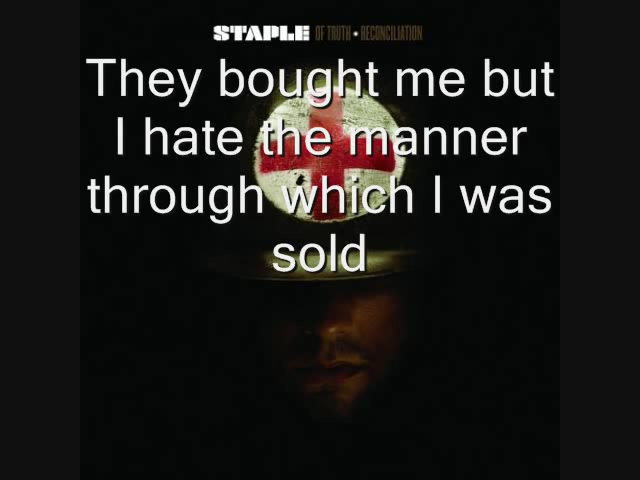 STAPLE OF TRUTH • RECONCILIATION
They bought me but
I hate the manner
through which I was
sold